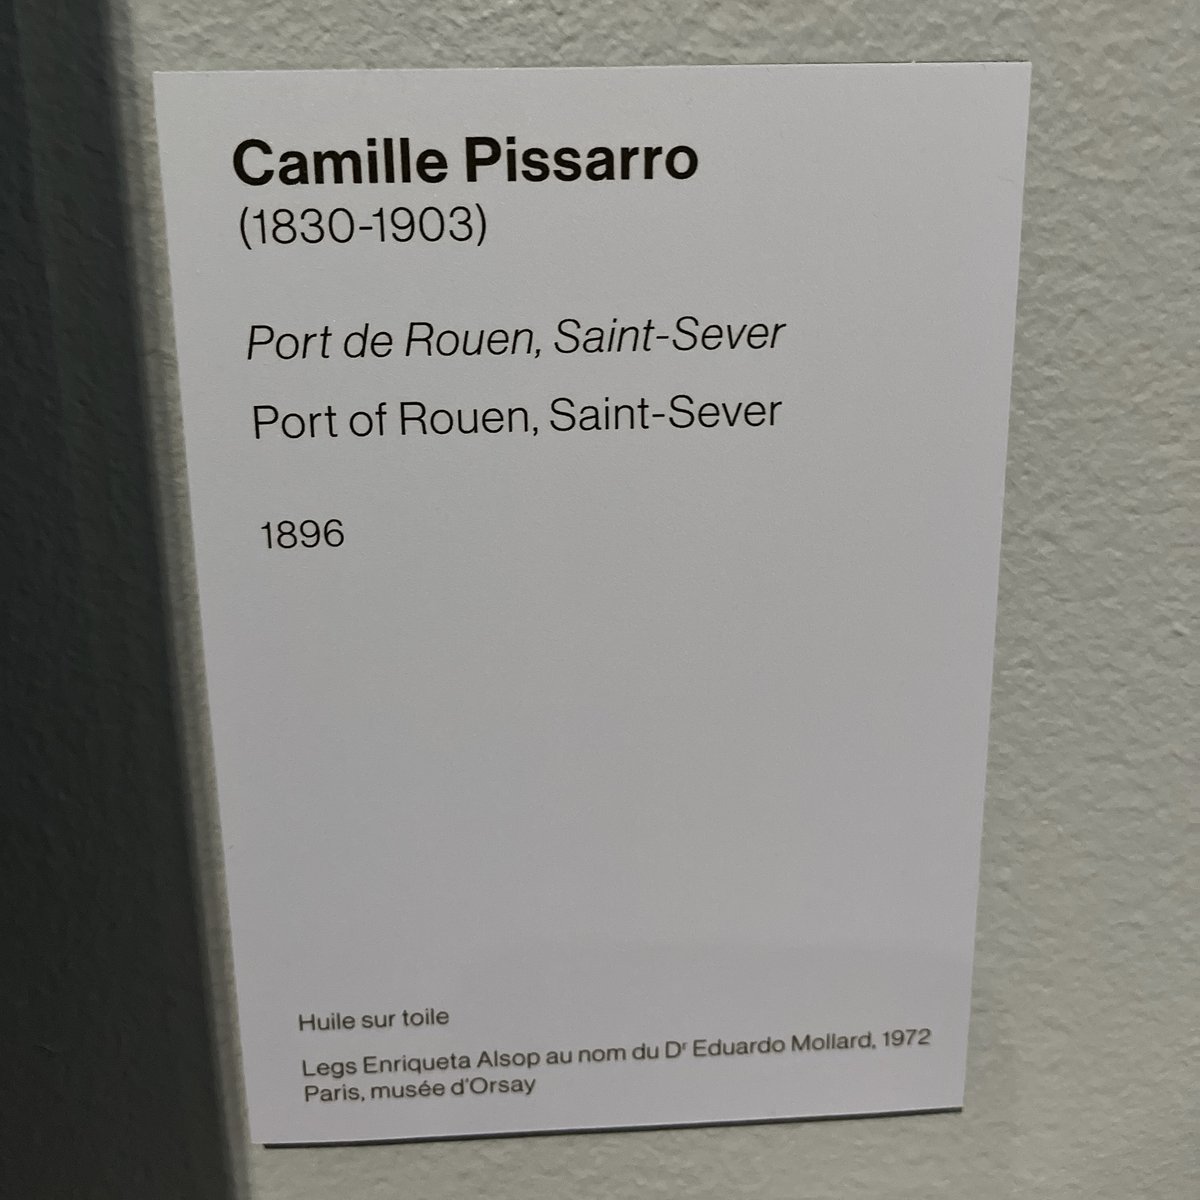 Camille Pissarro
(1830-1903)
Port de Rouen, Saint-Sever
Port of Rouen, Saint-Sever
1896
Huile sur toile
Legs Enriqueta Alsop au nom du Dʳ Eduardo Mollard, 1972
Paris, musée d'Orsay